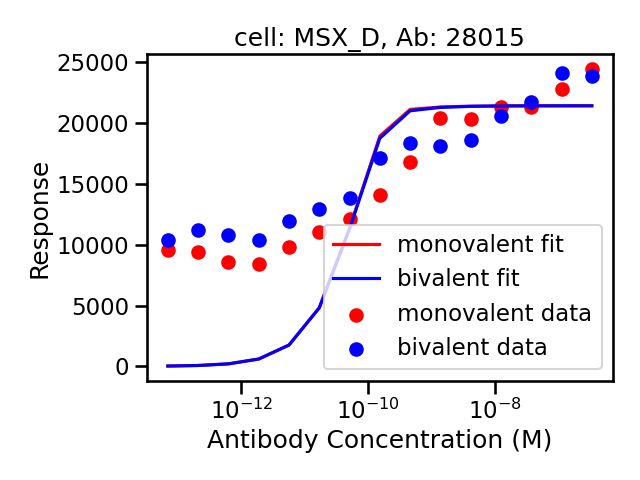 cell: MSX_D, Ab: 28015
Response
25000
20000
15000
10000
5000
0
monovalent fit
bivalent fit
monovalent data
bivalent data
10⁻¹² 10⁻¹⁰ 10⁻⁸
Antibody Concentration (M)